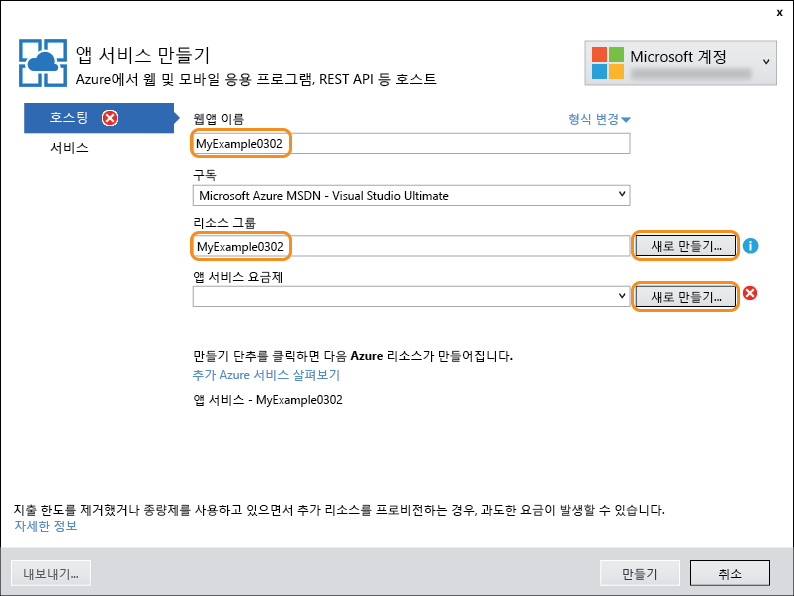 x
앱 서비스 만들기
Azure에서 웹 및 모바일 응용 프로그램, REST API 등 호스트
Microsoft 계정
호스팅
서비스
웹앱 이름
형식 변경
MyExample0302
구독
Microsoft Azure MSDN - Visual Studio Ultimate
리소스 그룹
MyExample0302
새로 만들기...
앱 서비스 요금제
새로 만들기...
만들기 단추를 클릭하면 다음 Azure 리소스가 만들어집니다.
추가 Azure 서비스 살펴보기
앱 서비스 - MyExample0302
지출 한도를 제거했거나 종량제를 사용하고 있으면서 추가 리소스를 프로비전하는 경우, 과도한 요금이 발생할 수 있습니다.
자세한 정보
내보내기...
만들기
취소